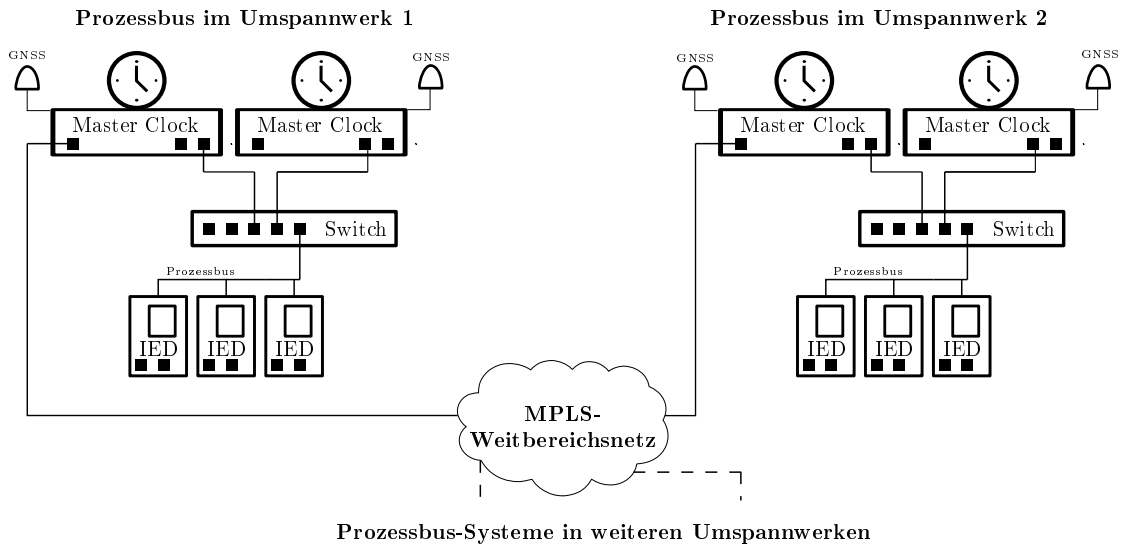 Prozessbus im Umspannwerk 1
Prozessbus im Umspannwerk 2
GNSS
GNSS
GNSS
GNSS
Master Clock
Master Clock
Master Clock
Master Clock
Switch
Switch
Prozessbus
Prozessbus
IED
IED
IED
IED
IED
IED
MPLS-
Weitbereichsnetz
Prozessbus-Systeme in weiteren Umspannwerken